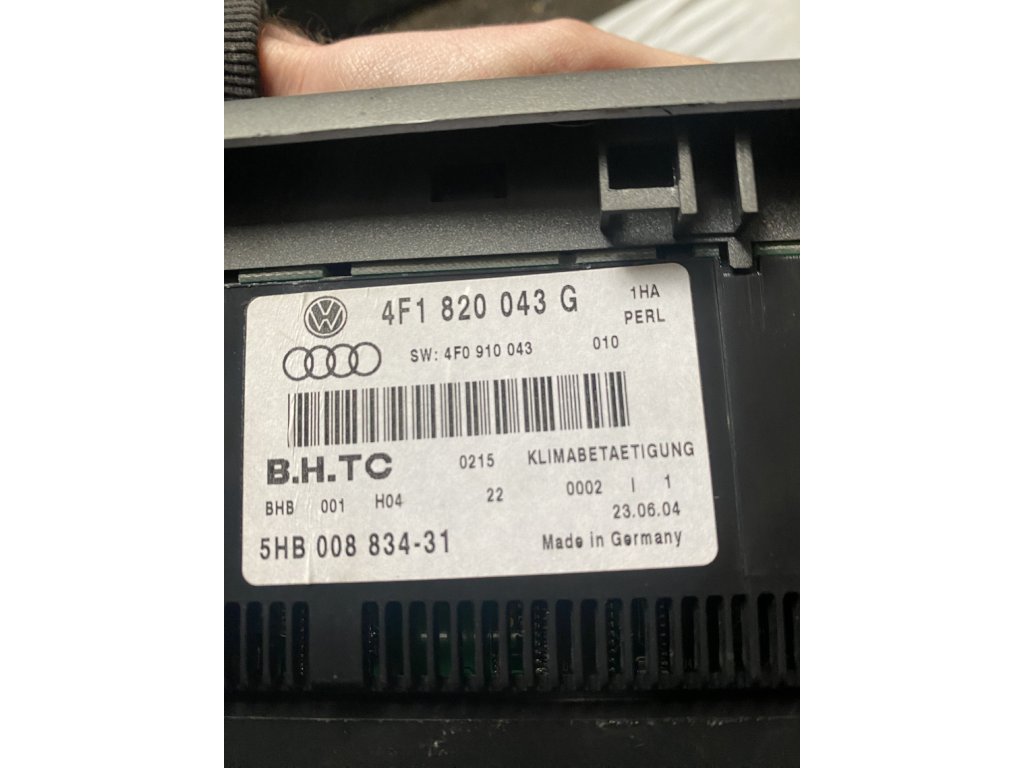 4F1 820 043 G 1HA
PERL
SW: 4F0 910 043 010
B.H.TC 0215 KLIMABETAETIGUNG
BHB 001 H04 22 0002 I 1
23.06.04
5HB 008 834-31 Made in Germany